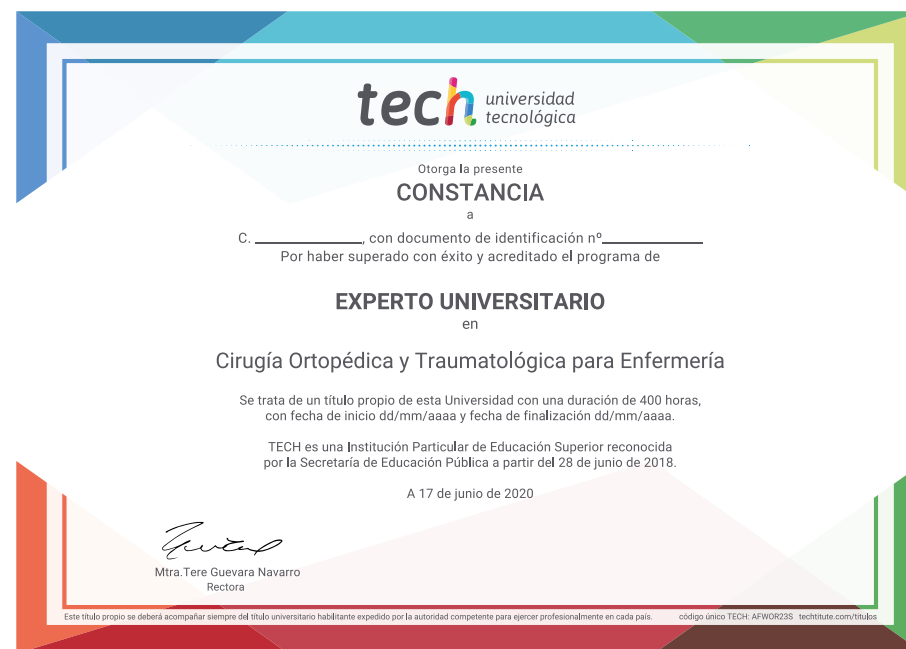 tech universidad
tecnológica
Otorga la presente
CONSTANCIA
a
C. ____________, con documento de identificación nº____________
Por haber superado con éxito y acreditado el programa de
EXPERTO UNIVERSITARIO
en
Cirugía Ortopédica y Traumatológica para Enfermería
Se trata de un título propio de esta Universidad con una duración de 400 horas,
con fecha de inicio dd/mm/aaaa y fecha de finalización dd/mm/aaaa.
TECH es una Institución Particular de Educación Superior reconocida
por la Secretaría de Educación Pública a partir del 28 de junio de 2018.
A 17 de junio de 2020
Mtra.Tere Guevara Navarro
Rectora
Este título propio se deberá acompañar siempre del título universitario habilitante expedido por la autoridad competente para ejercer profesionalmente en cada país. código único TECH: AFWOR23S techtitute.com/titulos